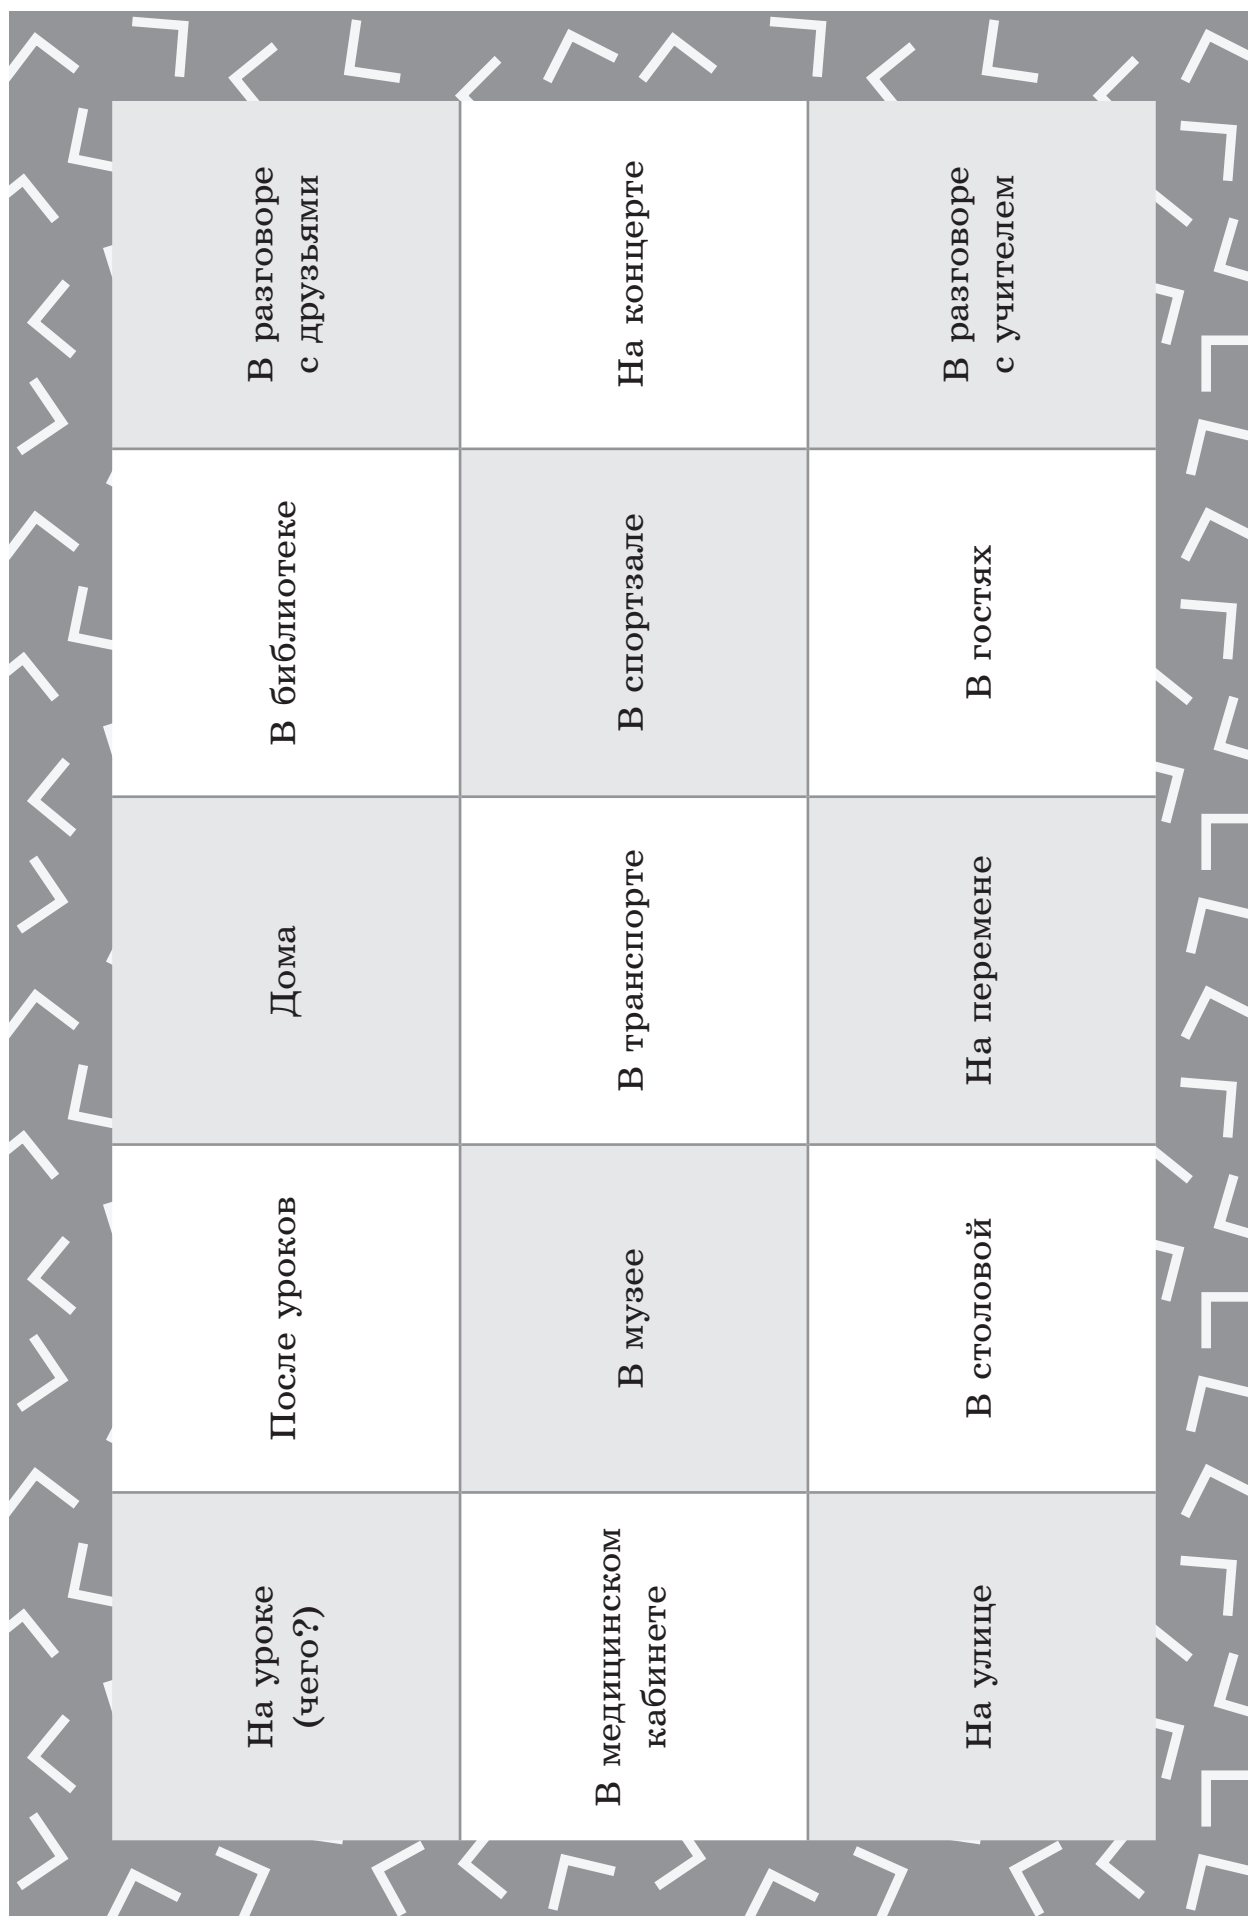 На уроке
(чего?)
После уроков
Дома
В библиотеке
В разговоре
с друзьями
В медицинском
кабинете
В музее
В транспорте
В спортзале
На концерте
На улице
В столовой
На перемене
В гостях
В разговоре
с учителем